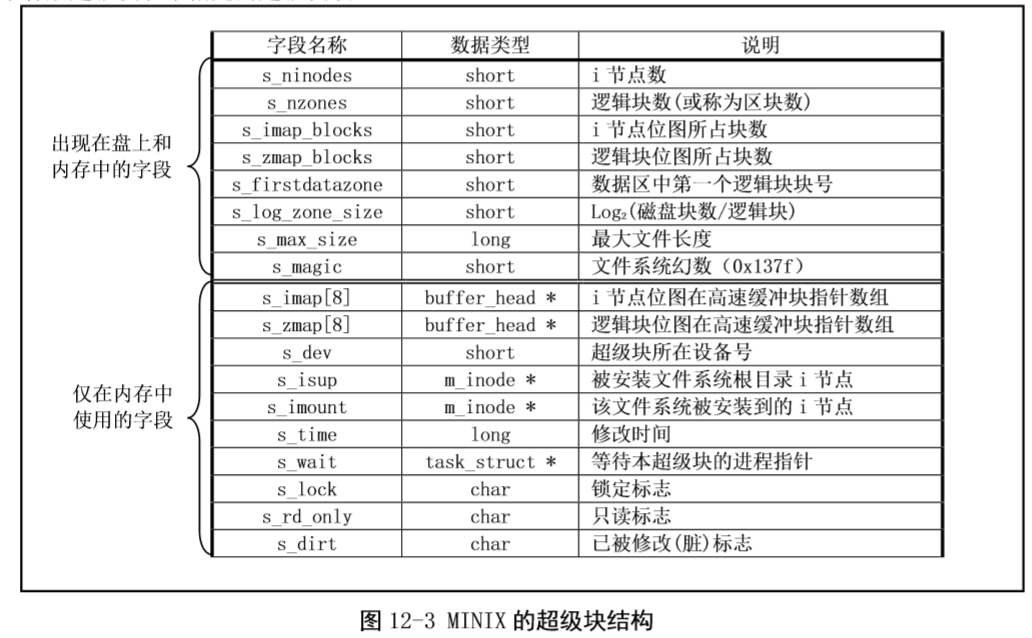 字段名称 数据类型 说明
出现在盘上和
内存中的字段
s_ninodes short i 节点数
s_nzones short 逻辑块数(或称为区块数)
s_imap_blocks short i 节点位图所占块数
s_zmap_blocks short 逻辑块位图所占块数
s_firstdatazone short 数据区中第一个逻辑块块号
s_log_zone_size short Log₂(磁盘块数/逻辑块)
s_max_size long 最大文件长度
s_magic short 文件系统幻数（0x137f）
仅在内存中
使用的字段
s_imap[8] buffer_head * i 节点位图在高速缓冲块指针数组
s_zmap[8] buffer_head * 逻辑块位图在高速缓冲块指针数组
s_dev short 超级块所在设备号
s_isup m_inode * 被安装文件系统根目录 i 节点
s_imount m_inode * 该文件系统被安装到的 i 节点
s_time long 修改时间
s_wait task_struct * 等待本超级块的进程指针
s_lock char 锁定标志
s_rd_only char 只读标志
s_dirt char 已被修改(脏)标志
图 12-3 MINIX 的超级块结构